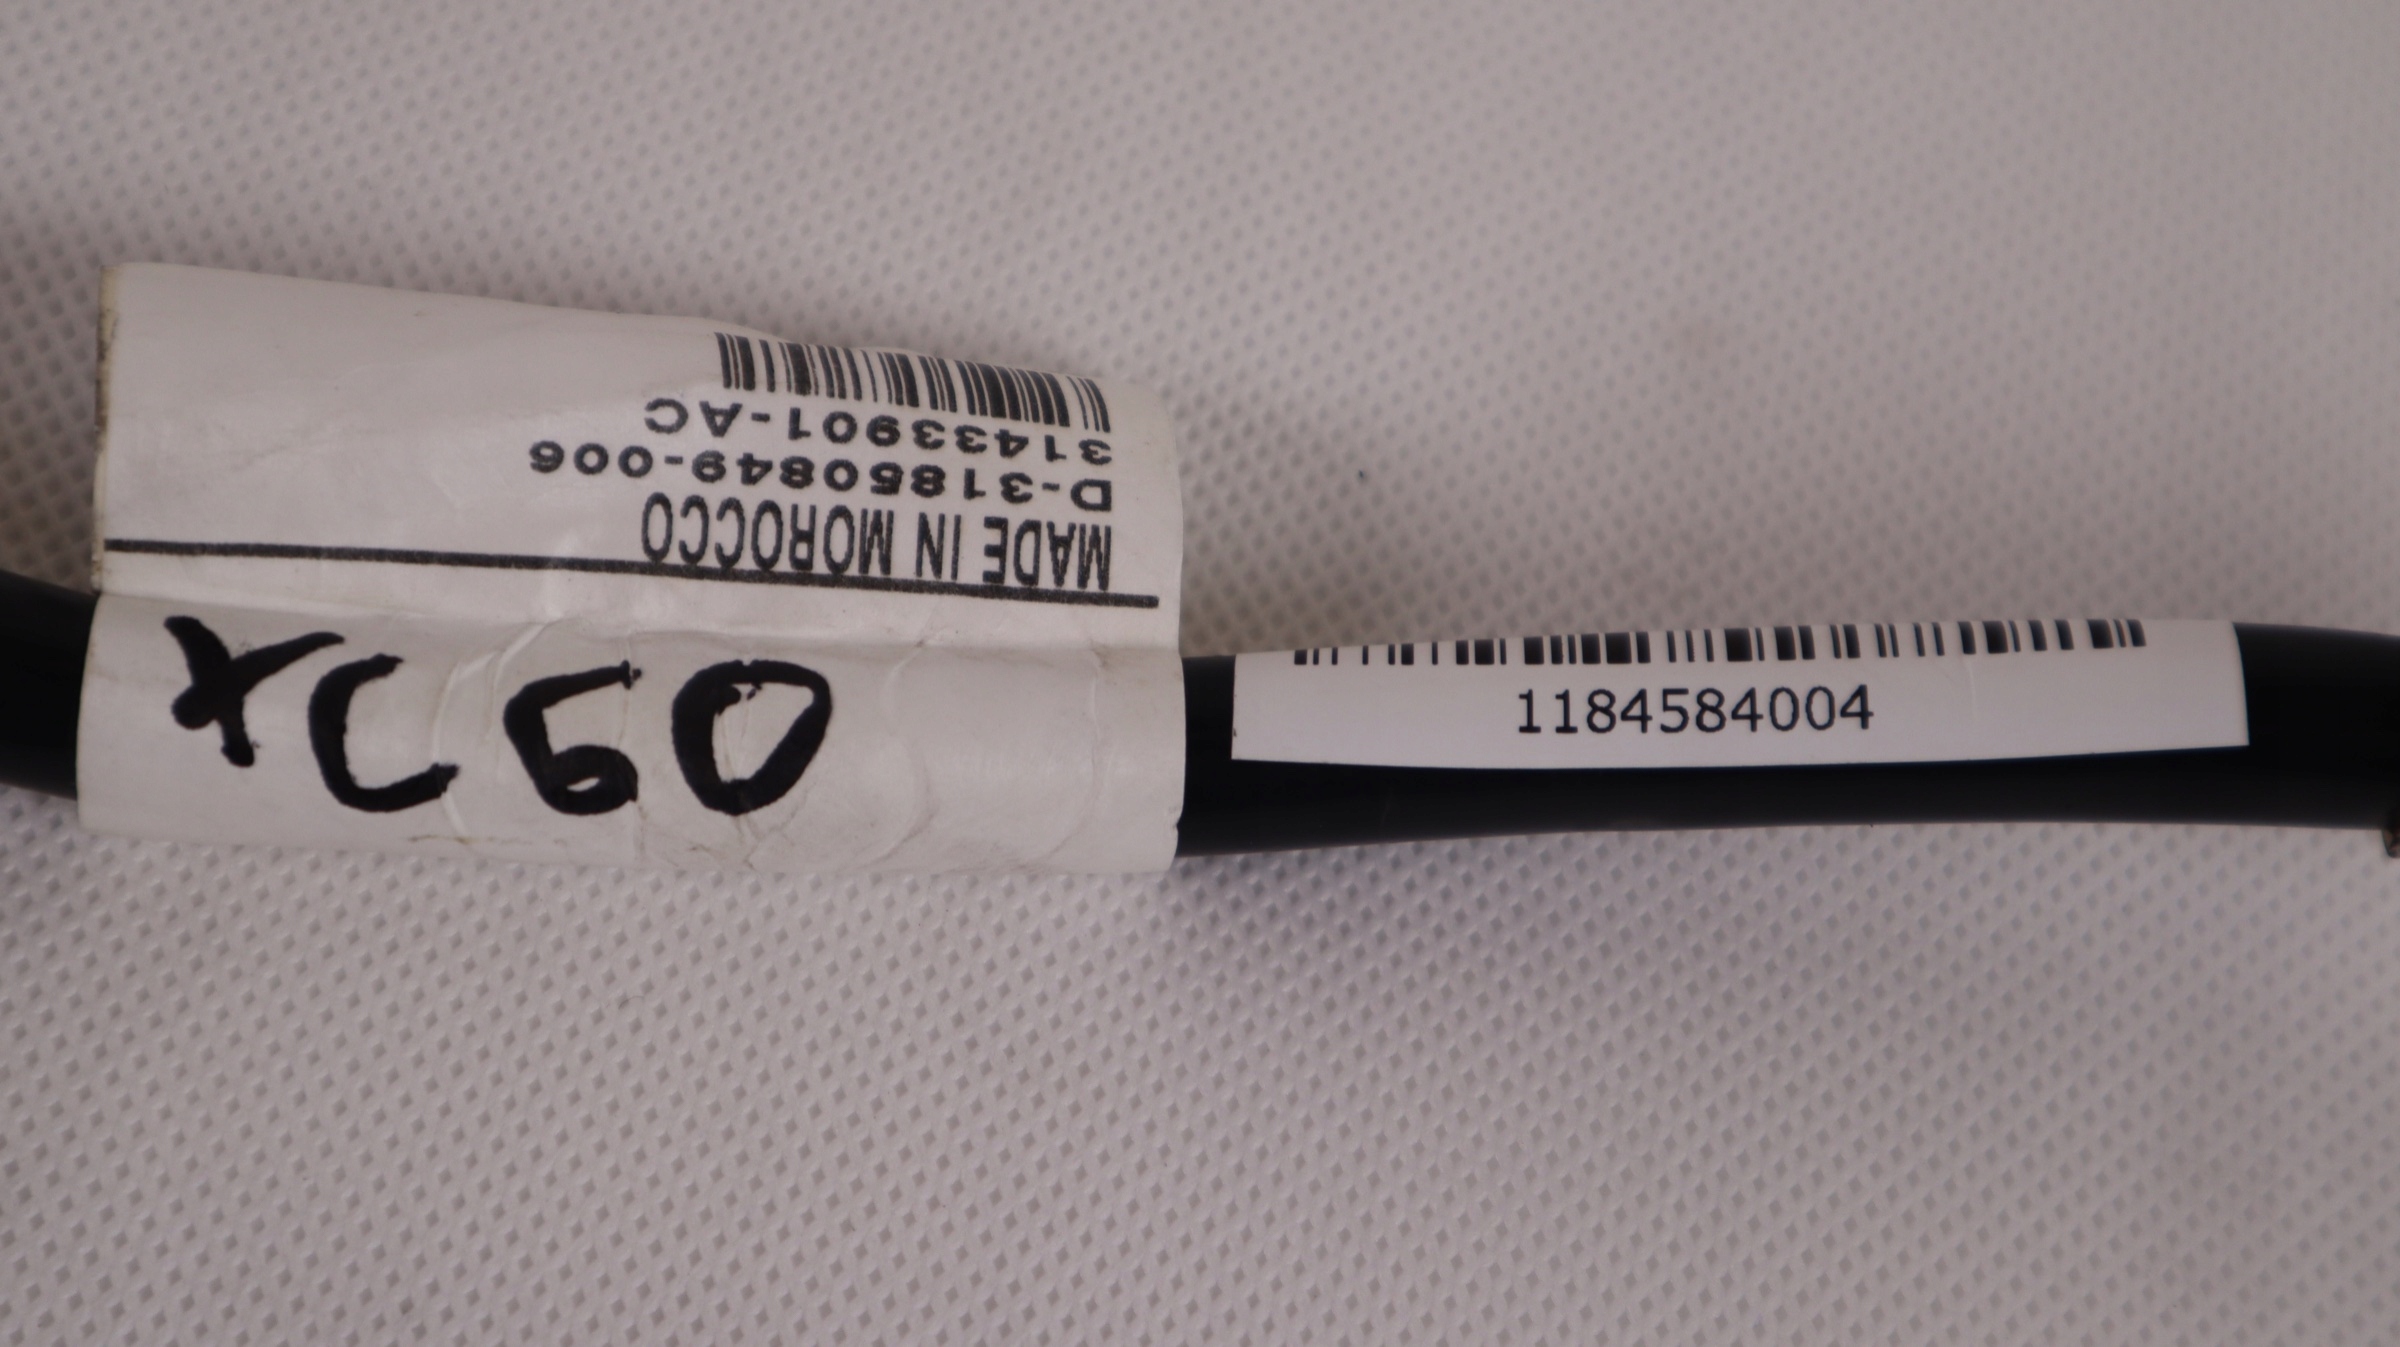 31433901-AC
D-31850849-006
MADE IN MOROCCO
XC60
1184584004